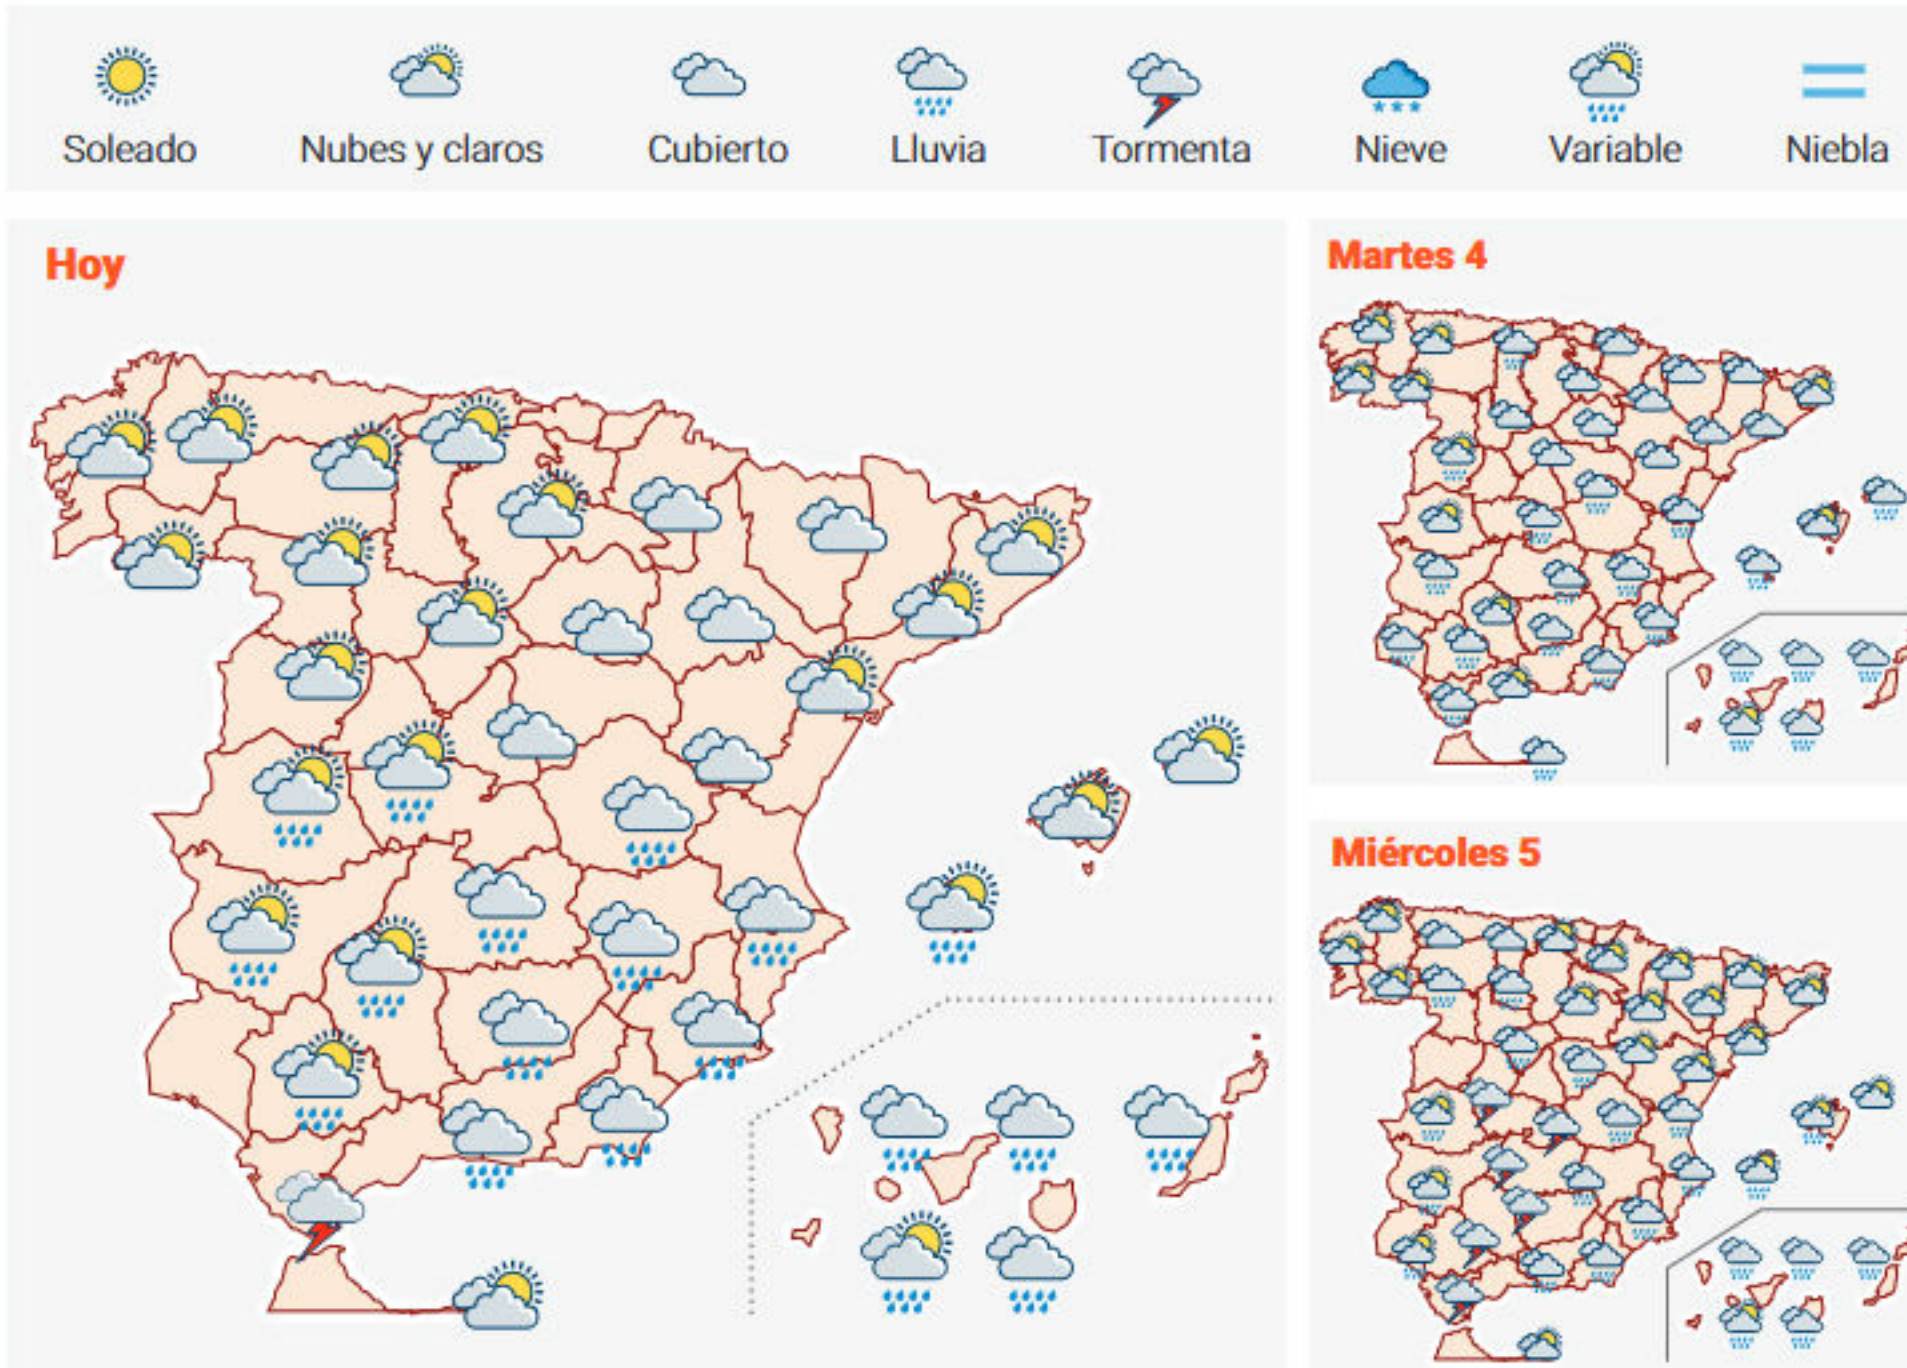 Soleado
Nubes y claros
Cubierto
Lluvia
Tormenta
Nieve
Variable
Niebla
Hoy
Martes 4
Miércoles 5